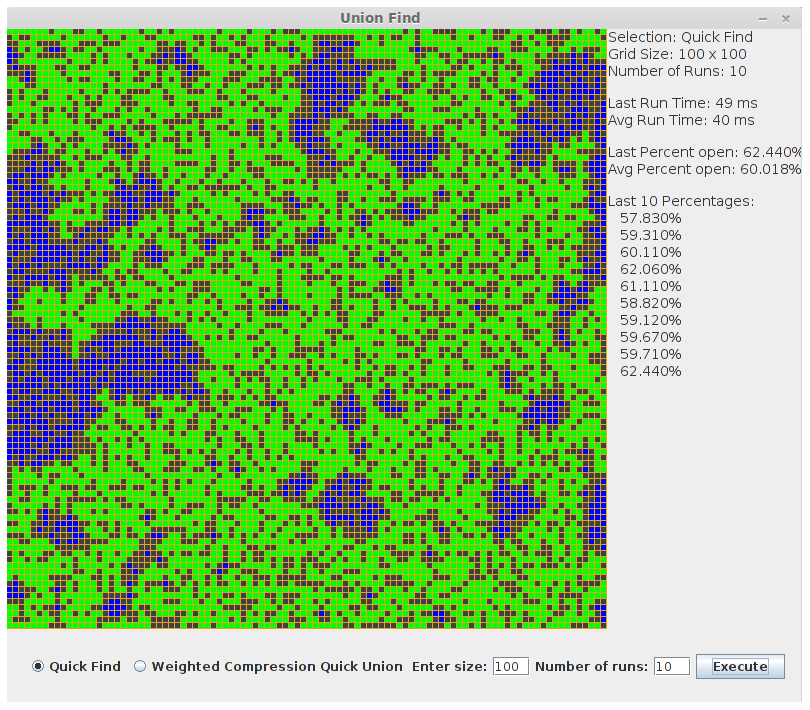 Union Find
Selection: Quick Find
Grid Size: 100 x 100
Number of Runs: 10
Last Run Time: 49 ms
Avg Run Time: 40 ms
Last Percent open: 62.440%
Avg Percent open: 60.018%
Last 10 Percentages:
57.830%
59.310%
60.110%
62.060%
61.110%
58.820%
59.120%
59.670%
59.710%
62.440%
Quick Find Weighted Compression Quick Union Enter size: 100 Number of runs: 10 Execute